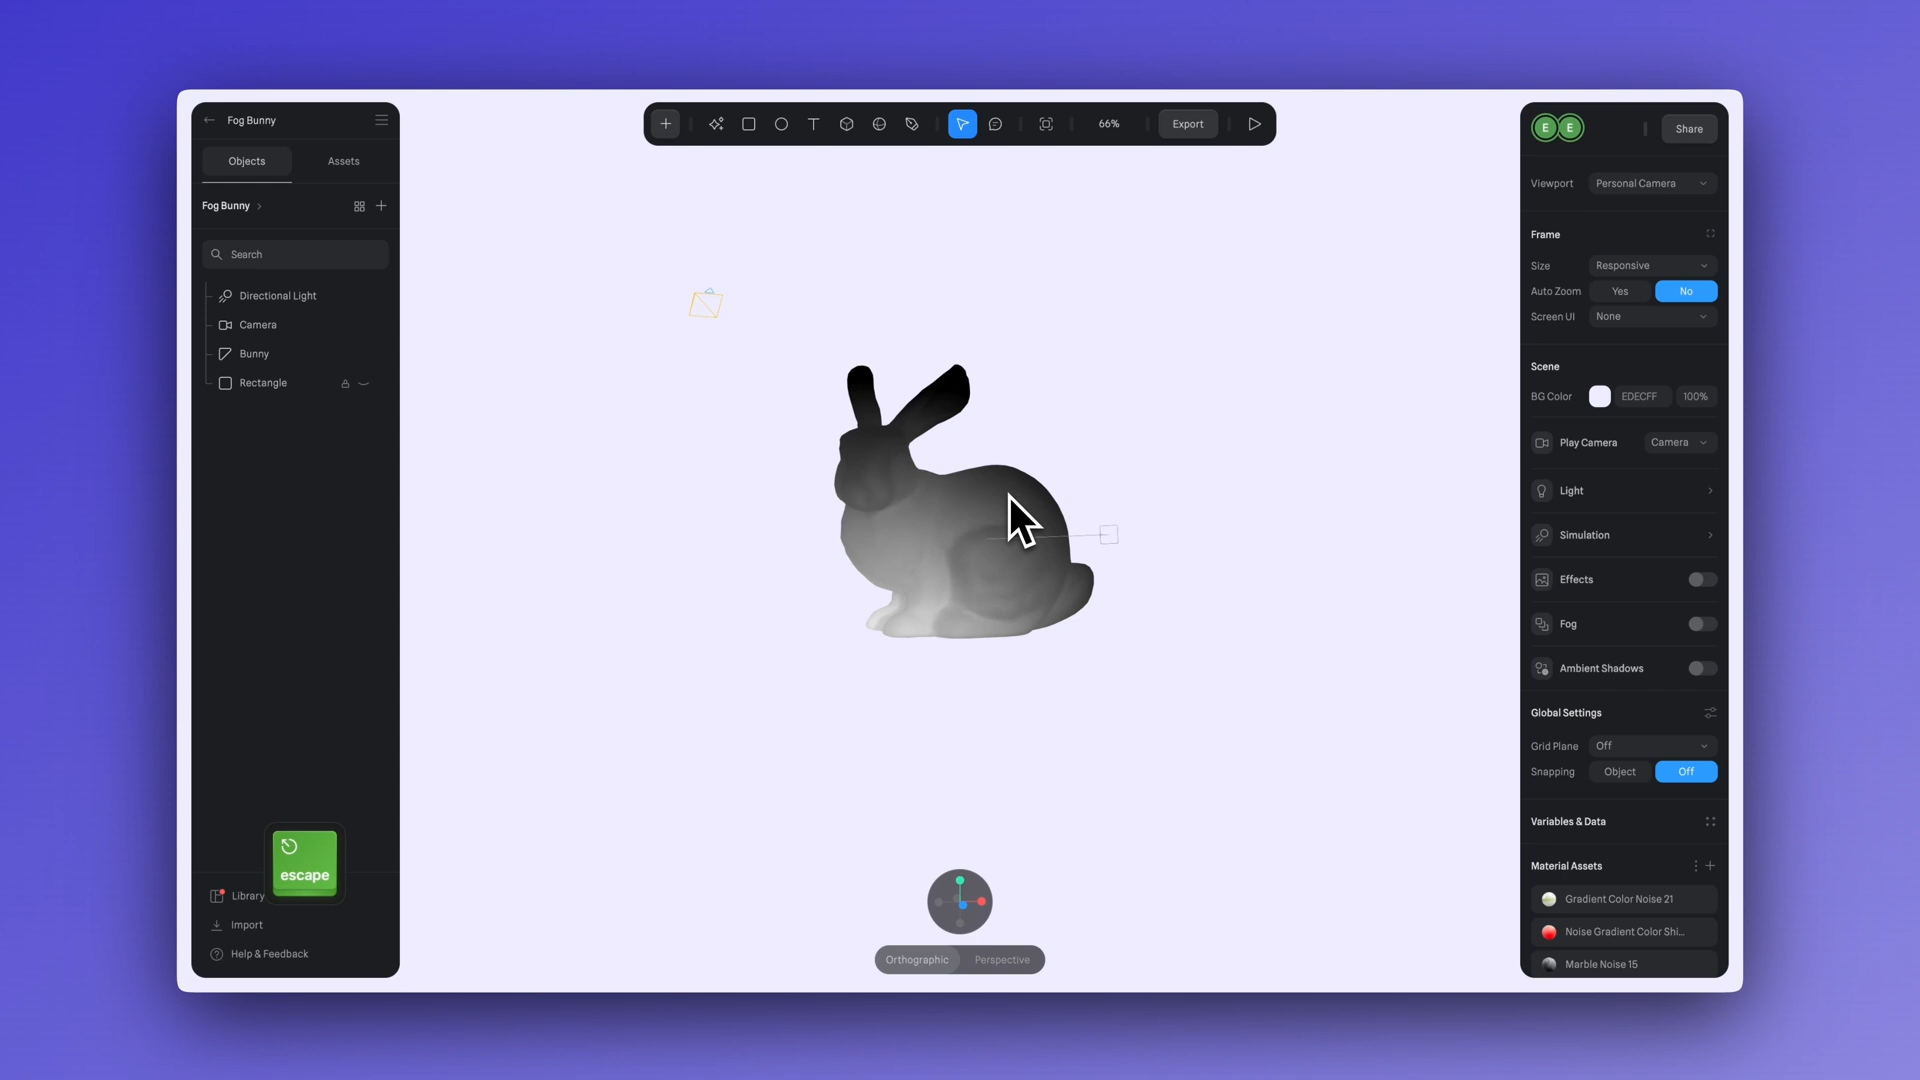 Fog Bunny
Objects
Assets
Fog Bunny
Search
Directional Light
Camera
Bunny
Rectangle
escape
Library
Import
Help & Feedback
T
66%
Export
Orthographic
Perspective
E
E
Share
Viewport
Personal Camera
Frame
Size
Responsive
Auto Zoom
Yes
No
Screen UI
None
Scene
BG Color
EDECFF
100%
Play Camera
Camera
Light
Simulation
Effects
Fog
Ambient Shadows
Global Settings
Grid Plane
Off
Snapping
Object
Off
Variables & Data
Material Assets
Gradient Color Noise 21
Noise Gradient Color Shi...
Marble Noise 15